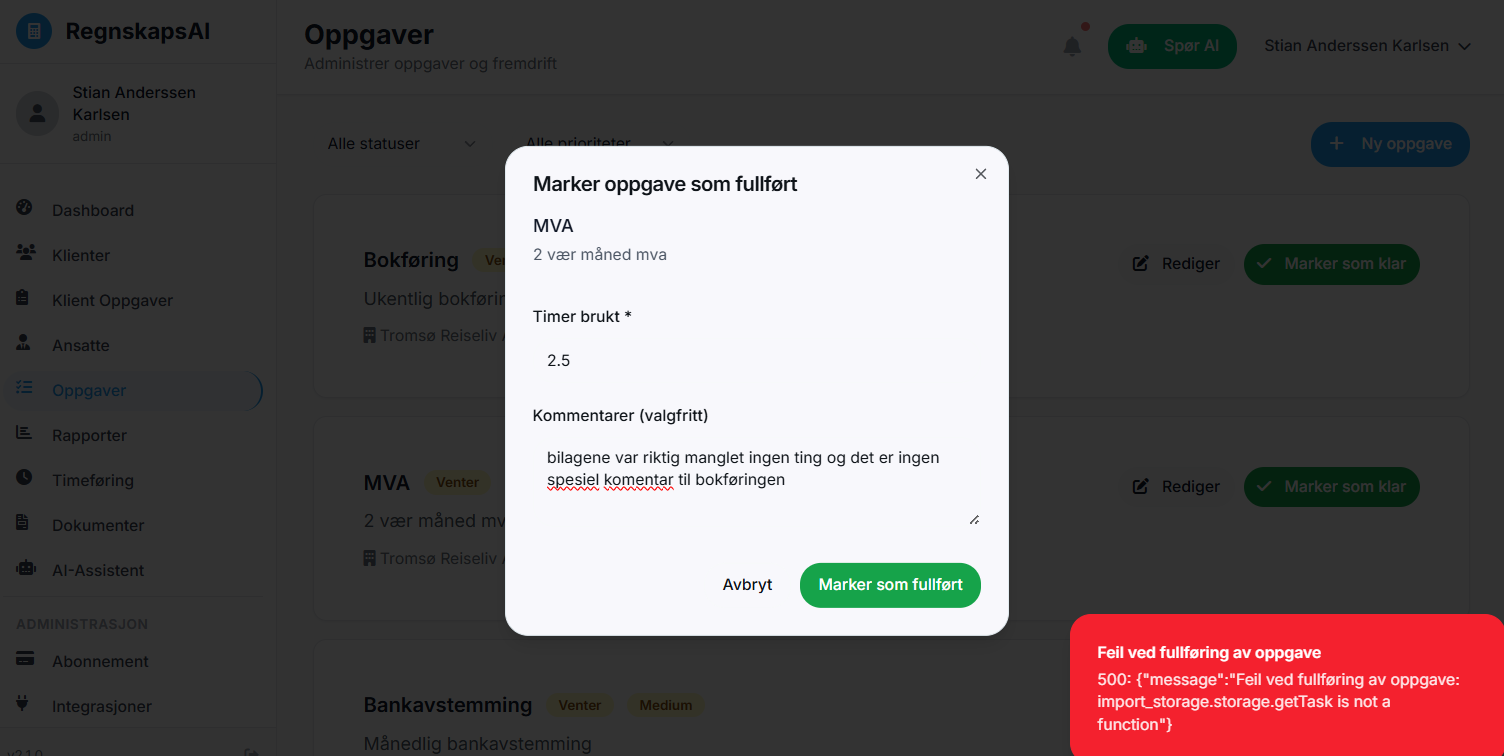 RegnskapsAI
Stian Anderssen
Karlsen
admin
Dashboard
Klienter
Klient Oppgaver
Ansatte
Oppgaver
Rapporter
Timeføring
Dokumenter
AI-Assistent
ADMINISTRASJON
Abonnement
Integrasjoner
v2.1.0
Oppgaver
Administrer oppgaver og fremdrift
Spør AI
Stian Anderssen Karlsen
Alle statuser
Alle prioriteter
Ny oppgave
Bokføring
Ukentlig
Tromsø Reiseliv
Rediger
Marker som klar
MVA
Venter
2 vær måned
Tromsø Reiseliv
Rediger
Marker som klar
Bankavstemming
Venter
Medium
Månedlig bankavstemming
Marker oppgave som fullført
MVA
2 vær måned mva
Timer brukt *
2.5
Kommentarer (valgfritt)
bilagene var riktig manglet ingen ting og det er ingen
spesiel komentar til bokføringen
Avbryt
Marker som fullført
Feil ved fullføring av oppgave
500: {"message":"Feil ved fullføring av oppgave:
import_storage.storage.getTask is not a
function"}